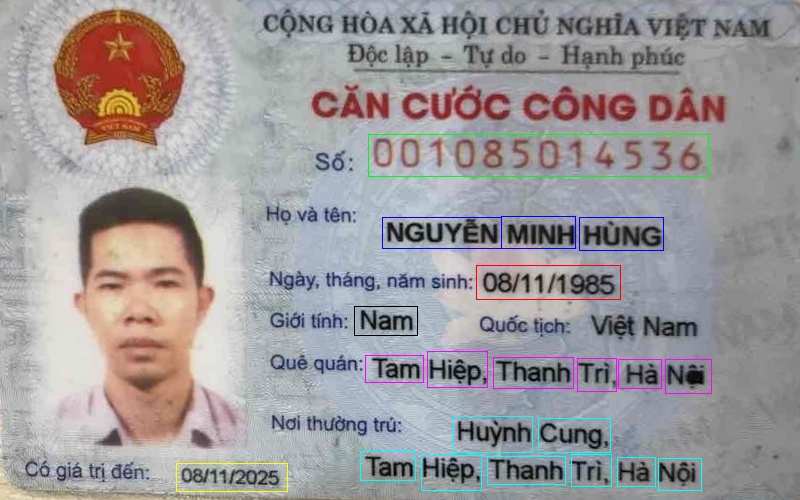 CỘNG HÒA XÃ HỘI CHỦ NGHĨA VIỆT NAM
Độc lập - Tự do - Hạnh phúc
CĂN CƯỚC CÔNG DÂN
Số: 001085014536
Họ và tên: NGUYỄN MINH HÙNG
Ngày, tháng, năm sinh: 08/11/1985
Giới tính: Nam Quốc tịch: Việt Nam
Quê quán: Tam Hiệp, Thanh Trì, Hà Nội
Nơi thường trú: Huỳnh Cung,
Tam Hiệp, Thanh Trì, Hà Nội
Có giá trị đến: 08/11/2025
VIỆT NAM